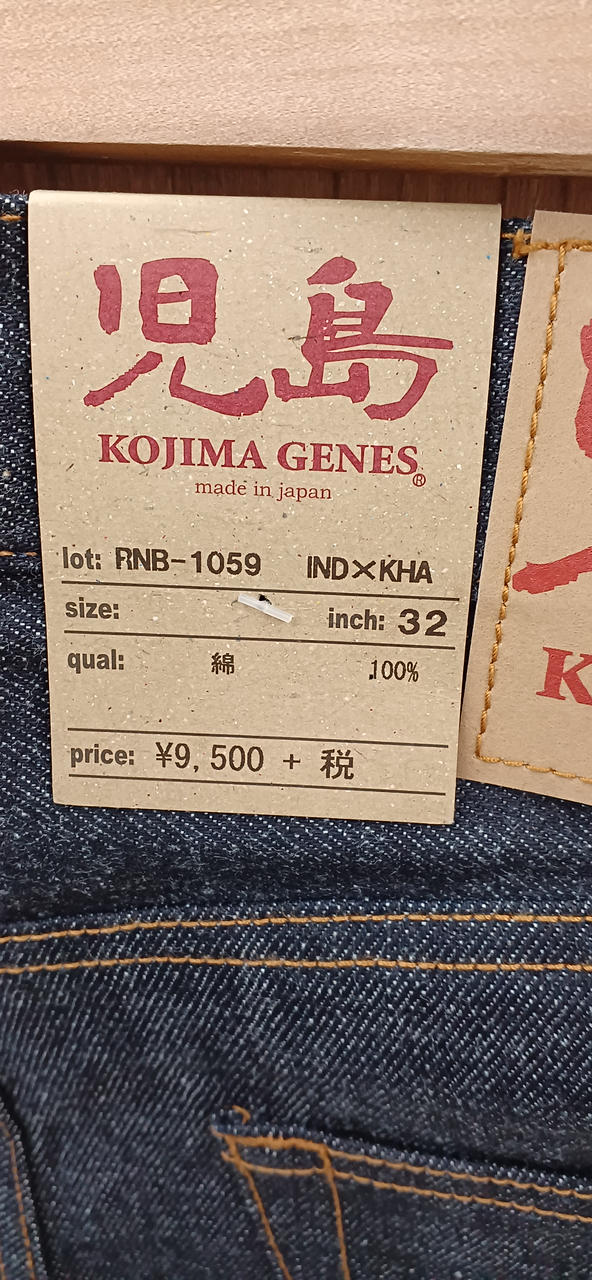 児島
KOJIMA GENES®
made in japan
lot: RNB-1059 IND×KHA
size: inch: 32
qual: 綿 100%
price: ¥9,500 + 税
K